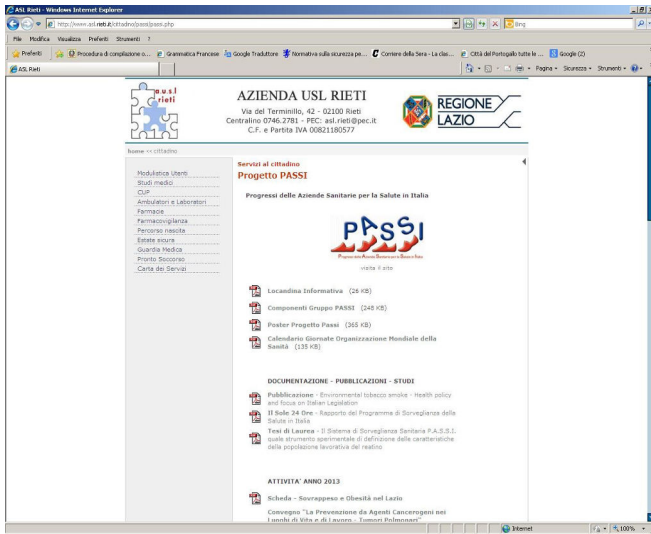 ASL Rieti - Windows Internet Explorer
http://www.asl.rieti.it/cittadino/passi/passi.php
Bing
File Modifica Visualizza Preferiti Strumenti ?
Preferiti Procedura di compilazione o... Grammatica Francese Google Traduttore Normativa sulla sicurezza pe... Corriere della Sera - Le clas... Città del Portogallo tutte le ... Google (2)
ASL Rieti
Pagina Sicurezza Strumenti
a.u.s.l
rieti
AZIENDA USL RIETI
Via del Terminillo, 42 - 02100 Rieti
Centralino 0746.2781 - PEC: asl.rieti@pec.it
C.F. e Partita IVA 00821180577
REGIONE
LAZIO
home << cittadino
Modulistica Utenti
Studi medici
CUP
Ambulatori e Laboratori
Farmacie
Farmacovigilanza
Percorso nascita
Estate sicura
Guardia Medica
Pronto Soccorso
Carta dei Servizi
Servizi al cittadino
Progetto PASSI
Progressi delle Aziende Sanitarie per la Salute in Italia
PASSI
Progressi delle Aziende Sanitarie per la Salute in Italia
visita il sito
Locandina Informativa (26 KB)
Componenti Gruppo PASSI (248 KB)
Poster Progetto Passi (365 KB)
Calendario Giornate Organizzazione Mondiale della
Sanità (135 KB)
DOCUMENTAZIONE - PUBBLICAZIONI - STUDI
Pubblicazione - Environmental tobacco smoke - Health policy
and focus on Italian Legislation
Il Sole 24 Ore - Rapporto del Programma di Sorveglianza della
Salute in Italia
Tesi di Laurea - Il Sistema di Sorveglianza Sanitaria P.A.S.S.I.
quale strumento sperimentale di definizione delle caratteristiche
della popolazione lavorativa del reatino
ATTIVITA' ANNO 2013
Scheda - Sovrappeso e Obesità nel Lazio
Convegno "La Prevenzione da Agenti Cancerogeni nei
Luoghi di Vita e di Lavoro - Tumori Polmonari"
Internet
100%